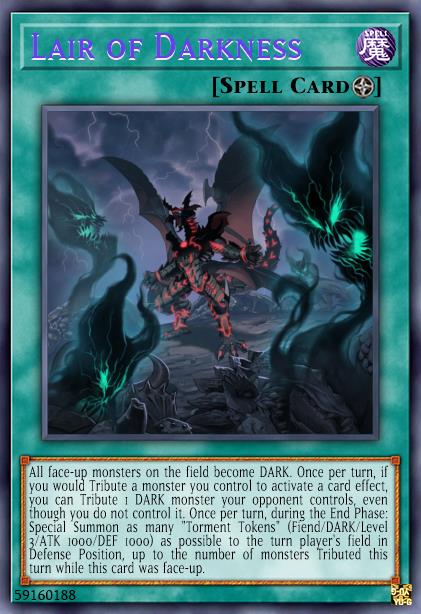 LAIR OF DARKNESS
SPELL
魔
[SPELL CARD]
All face-up monsters on the field become DARK. Once per turn, if
you would Tribute a monster you control to activate a card effect,
you can Tribute 1 DARK monster your opponent controls, even
though you do not control it. Once per turn, during the End Phase:
Special Summon as many "Torment Tokens" (Fiend/DARK/Level
3/ATK 1000/DEF 1000) as possible to the turn player's field in
Defense Position, up to the number of monsters Tributed this
turn while this card was face-up.
59160188